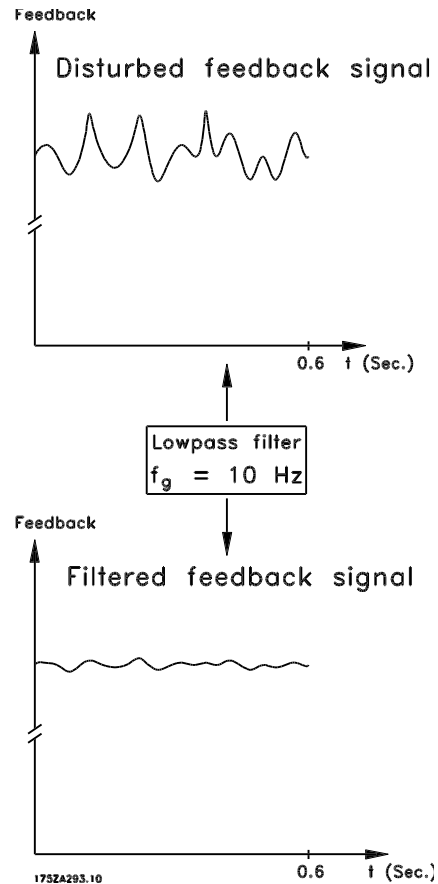 Feedback
Disturbed feedback signal
0.6 t (Sec.)
Lowpass filter
fg = 10 Hz
Feedback
Filtered feedback signal
0.6 t (Sec.)
175ZA293.10